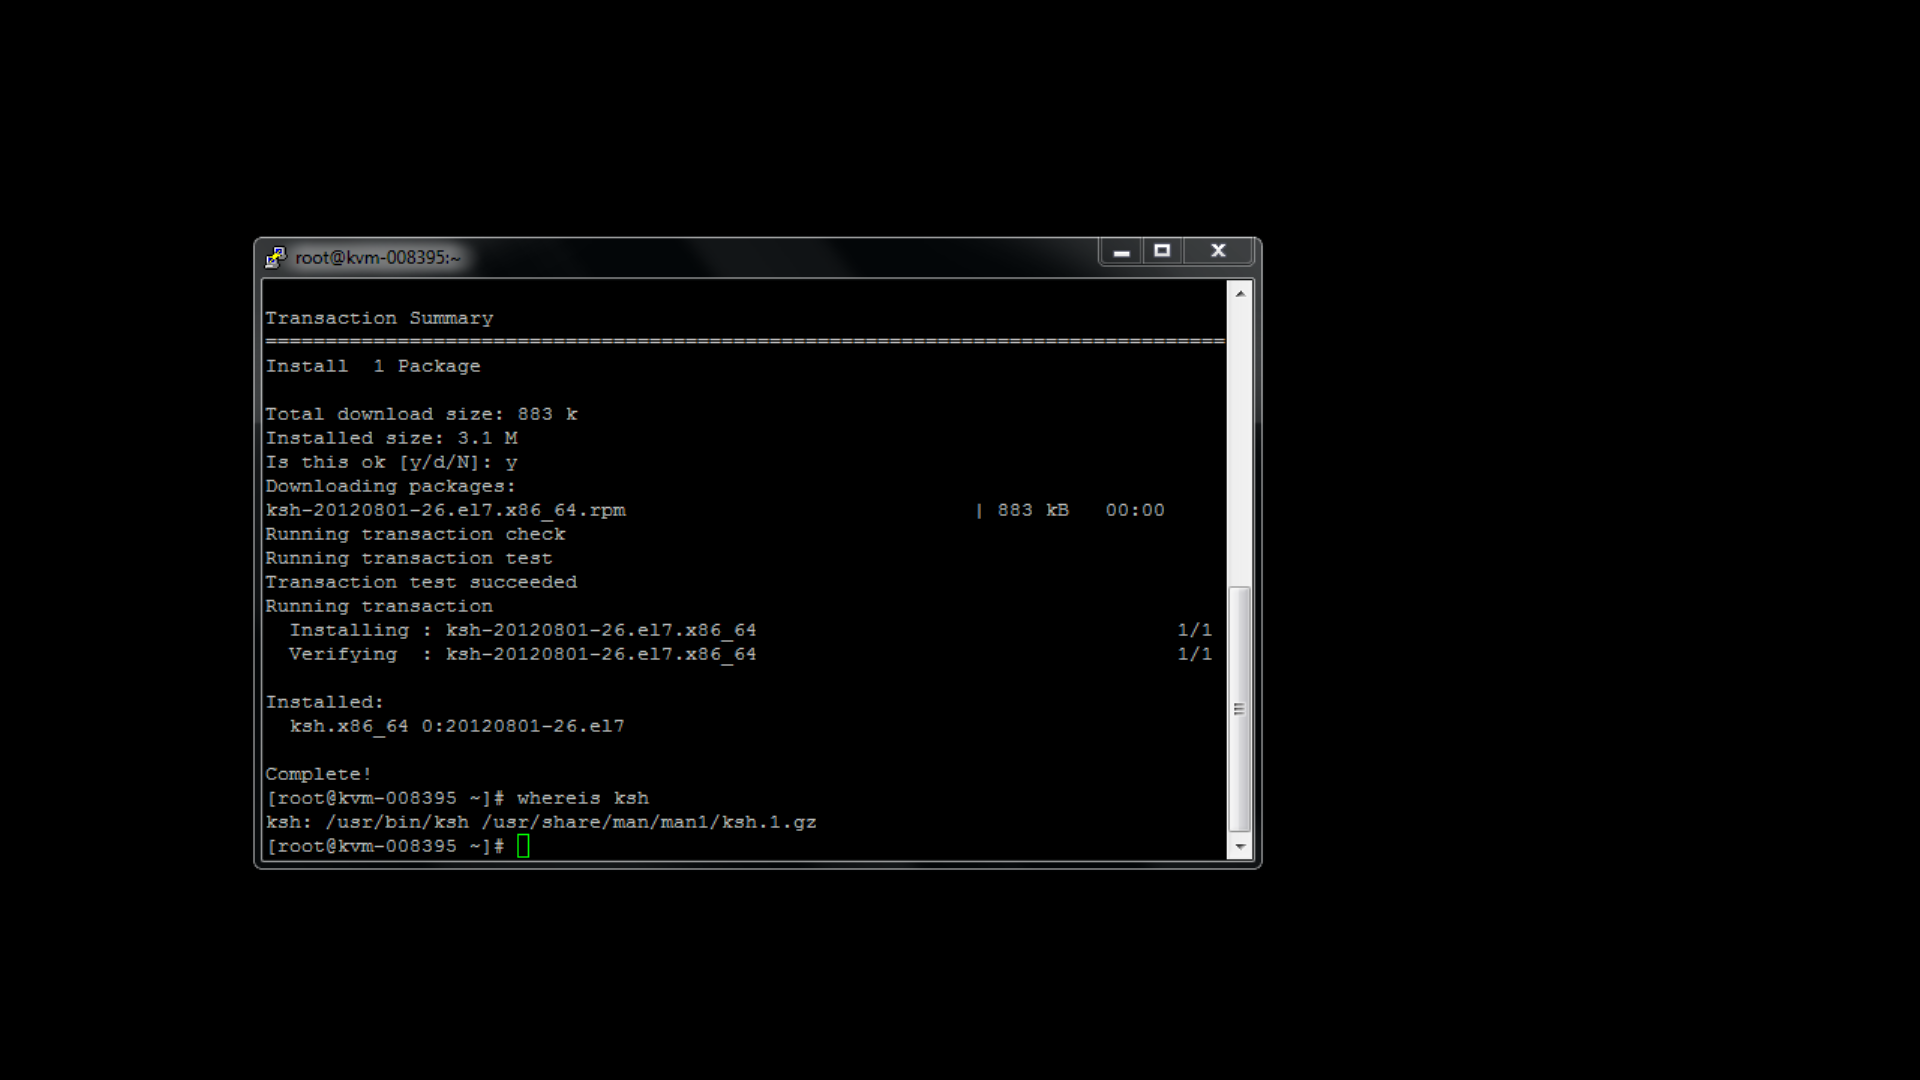 root@kvm-008395:~
Transaction Summary
================================================================================
Install  1 Package
Total download size: 883 k
Installed size: 3.1 M
Is this ok [y/d/N]: y
Downloading packages:
ksh-20120801-26.el7.x86_64.rpm                             | 883 kB   00:00
Running transaction check
Running transaction test
Transaction test succeeded
Running transaction
  Installing : ksh-20120801-26.el7.x86_64                                   1/1
  Verifying  : ksh-20120801-26.el7.x86_64                                   1/1
Installed:
  ksh.x86_64 0:20120801-26.el7
Complete!
[root@kvm-008395 ~]# whereis ksh
ksh: /usr/bin/ksh /usr/share/man/man1/ksh.1.gz
[root@kvm-008395 ~]#